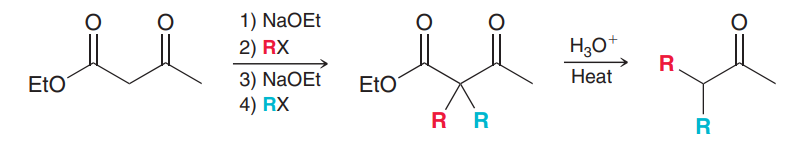 O O
EtO
1) NaOEt
2) RX
3) NaOEt
4) RX
O O
EtO
R R
H₃O⁺
Heat
O
R
R